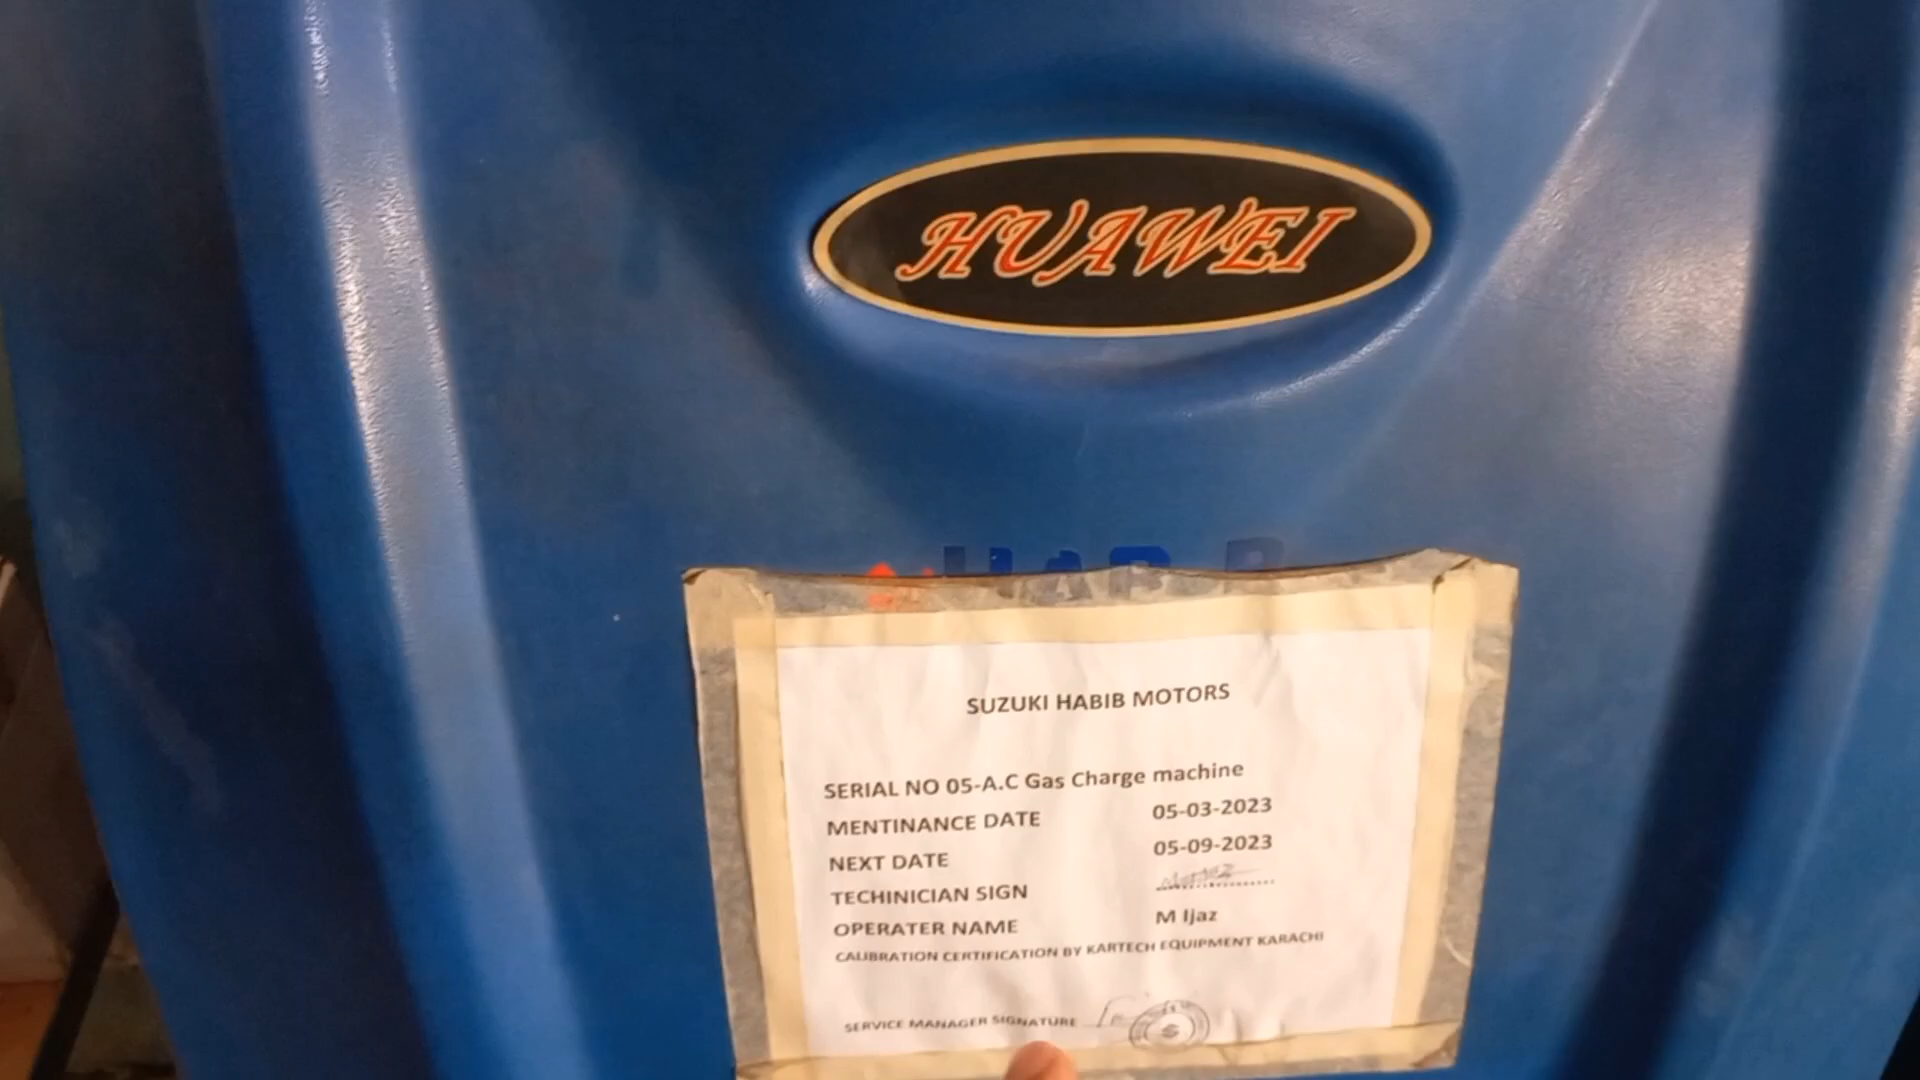 HUAWEI
HABIB
SUZUKI HABIB MOTORS
SERIAL NO 05-A.C Gas Charge machine
MENTINANCE DATE 05-03-2023
NEXT DATE 05-09-2023
TECHINICIAN SIGN
OPERATER NAME M Ijaz
CALIBRATION CERTIFICATION BY KARTECH EQUIPMENT KARACHI
SERVICE MANAGER SIGNATURE